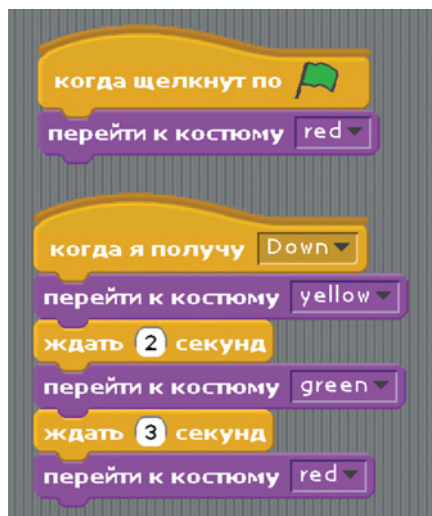 когда щелкнут по
перейти к костюму red
когда я получу Down
перейти к костюму yellow
ждать 2 секунд
перейти к костюму green
ждать 3 секунд
перейти к костюму red